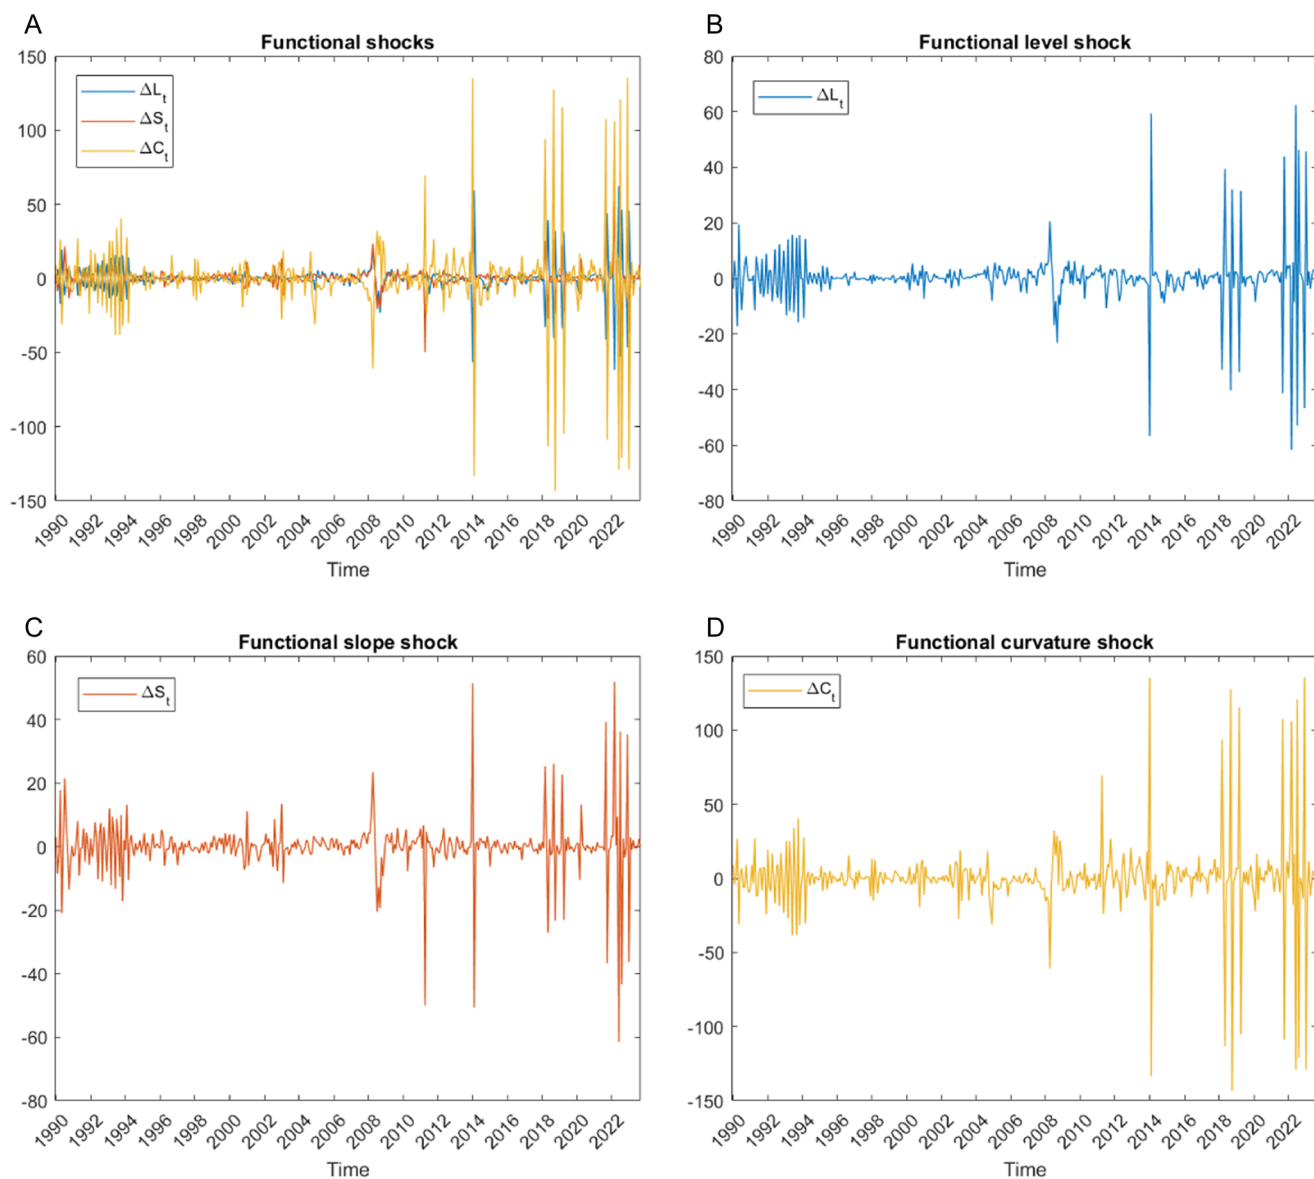 A
Functional shocks
150
100
50
0
-50
-100
-150
ΔL_t
ΔS_t
ΔC_t
1990 1992 1994 1996 1998 2000 2002 2004 2006 2008 2010 2012 2014 2016 2018 2020 2022
Time
B
Functional level shock
80
60
40
20
0
-20
-40
-60
-80
ΔL_t
1990 1992 1994 1996 1998 2000 2002 2004 2006 2008 2010 2012 2014 2016 2018 2020 2022
Time
C
Functional slope shock
60
40
20
0
-20
-40
-60
-80
ΔS_t
1990 1992 1994 1996 1998 2000 2002 2004 2006 2008 2010 2012 2014 2016 2018 2020 2022
Time
D
Functional curvature shock
150
100
50
0
-50
-100
-150
ΔC_t
1990 1992 1994 1996 1998 2000 2002 2004 2006 2008 2010 2012 2014 2016 2018 2020 2022
Time